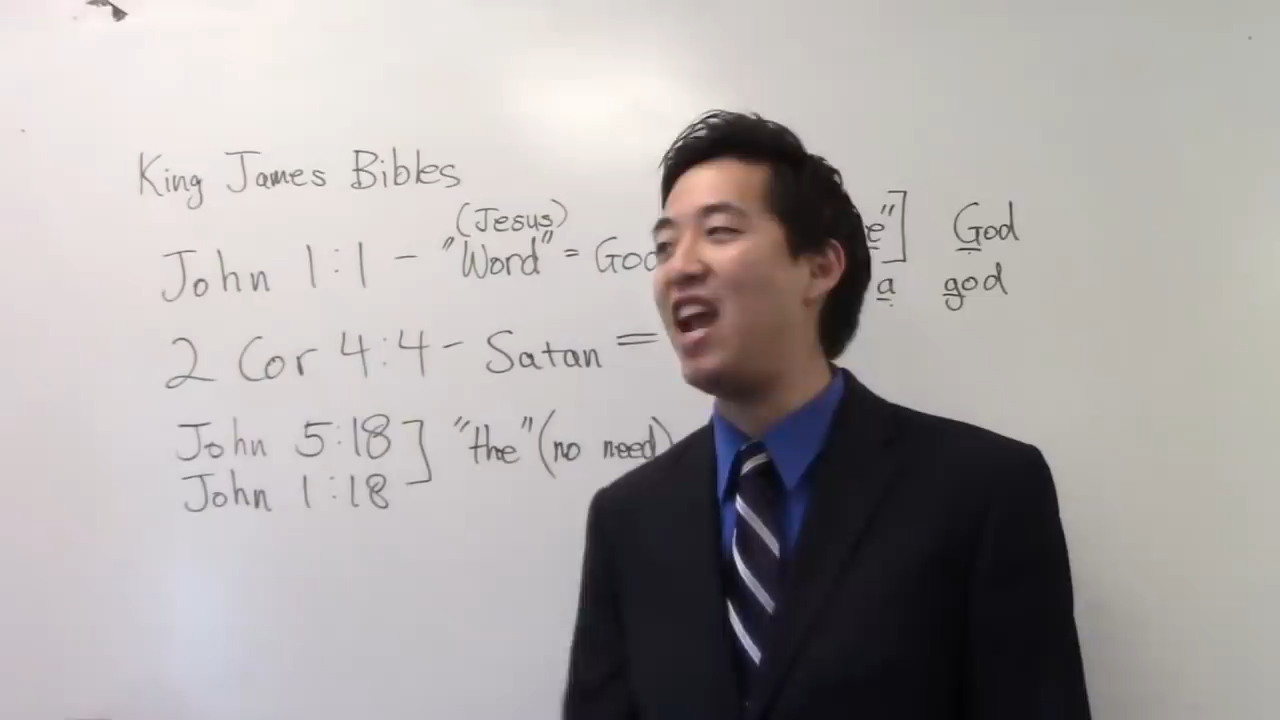 King James Bibles
(Jesus)
John 1:1 - "Word" = God e"] God
a god
2 Cor 4:4 - Satan =
John 5:18 ] "the" (no need)
John 1:18